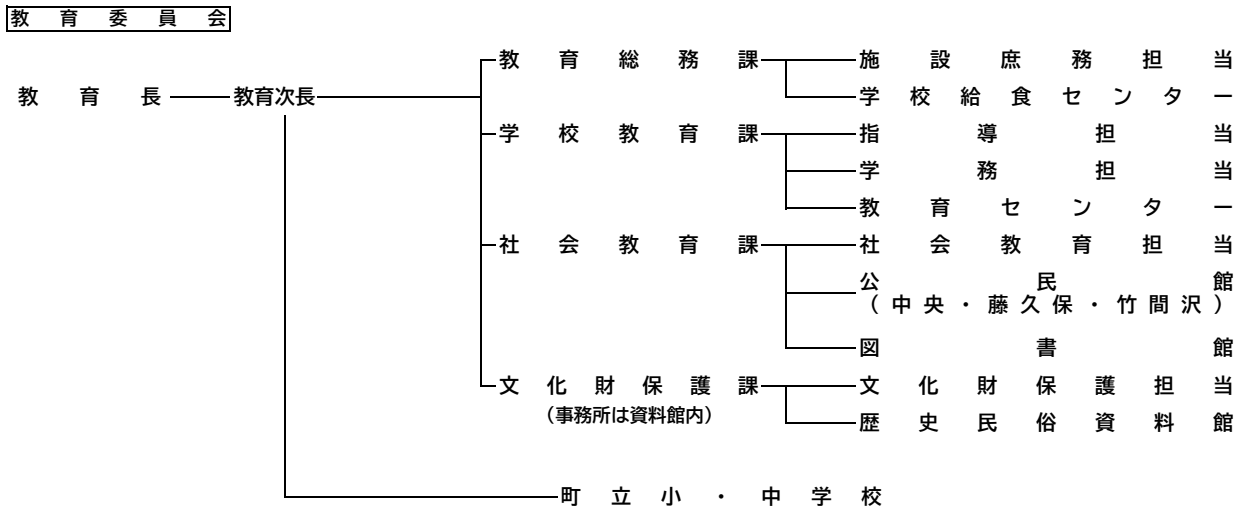 教育委員会
教育総務課 施設庶務担当
教育長 教育次長 学校給食センター
学校教育課 指導担当
学務担当
教育センター
社会教育課 社会教育担当
公民館
(中央・藤久保・竹間沢)
図書館
文化財保護課 文化財保護担当
(事務所は資料館内)
歴史民俗資料館
町立小・中学校